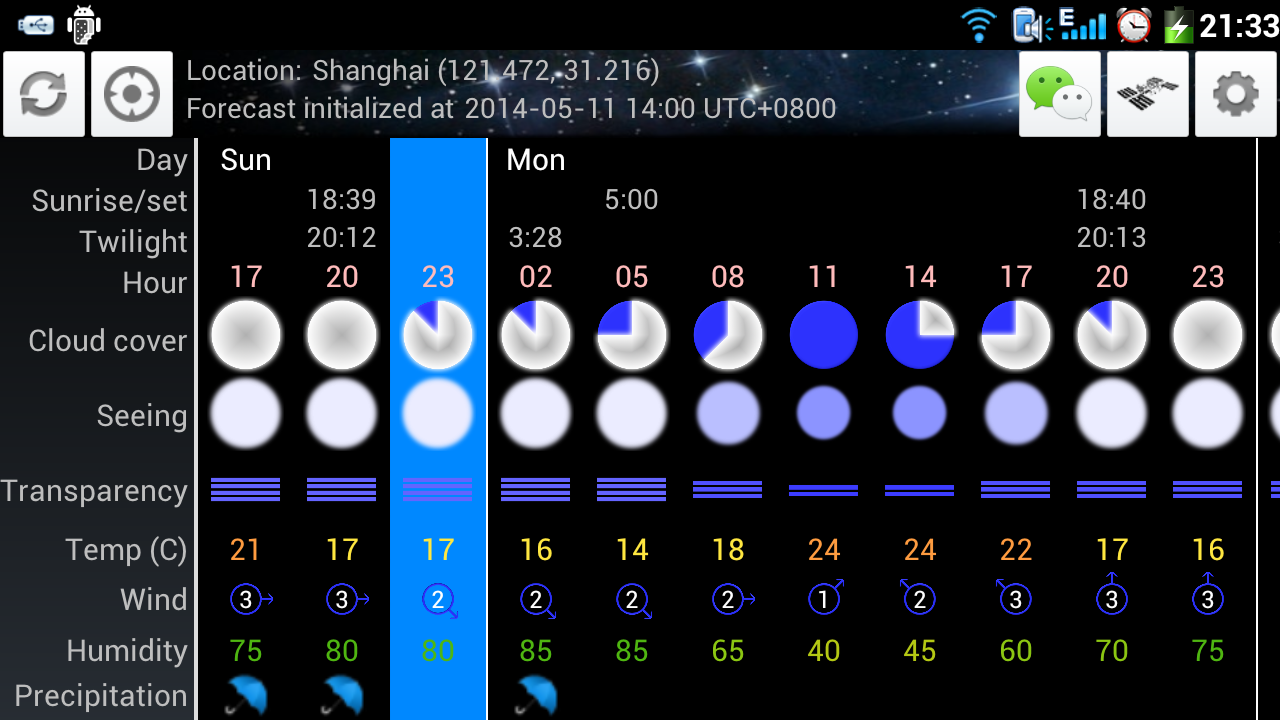 E 21:33
Location: Shanghai (121.472, 31.216)
Forecast initialized at 2014-05-11 14:00 UTC+0800
Day Sun Mon
Sunrise/set 18:39 5:00 18:40
Twilight 20:12 3:28 20:13
Hour 17 20 23 02 05 08 11 14 17 20 23
Cloud cover
Seeing
Transparency
Temp (C) 21 17 17 16 14 18 24 24 22 17 16
Wind 3 3 2 2 2 2 1 2 3 3 3
Humidity 75 80 80 85 85 65 40 45 60 70 75
Precipitation